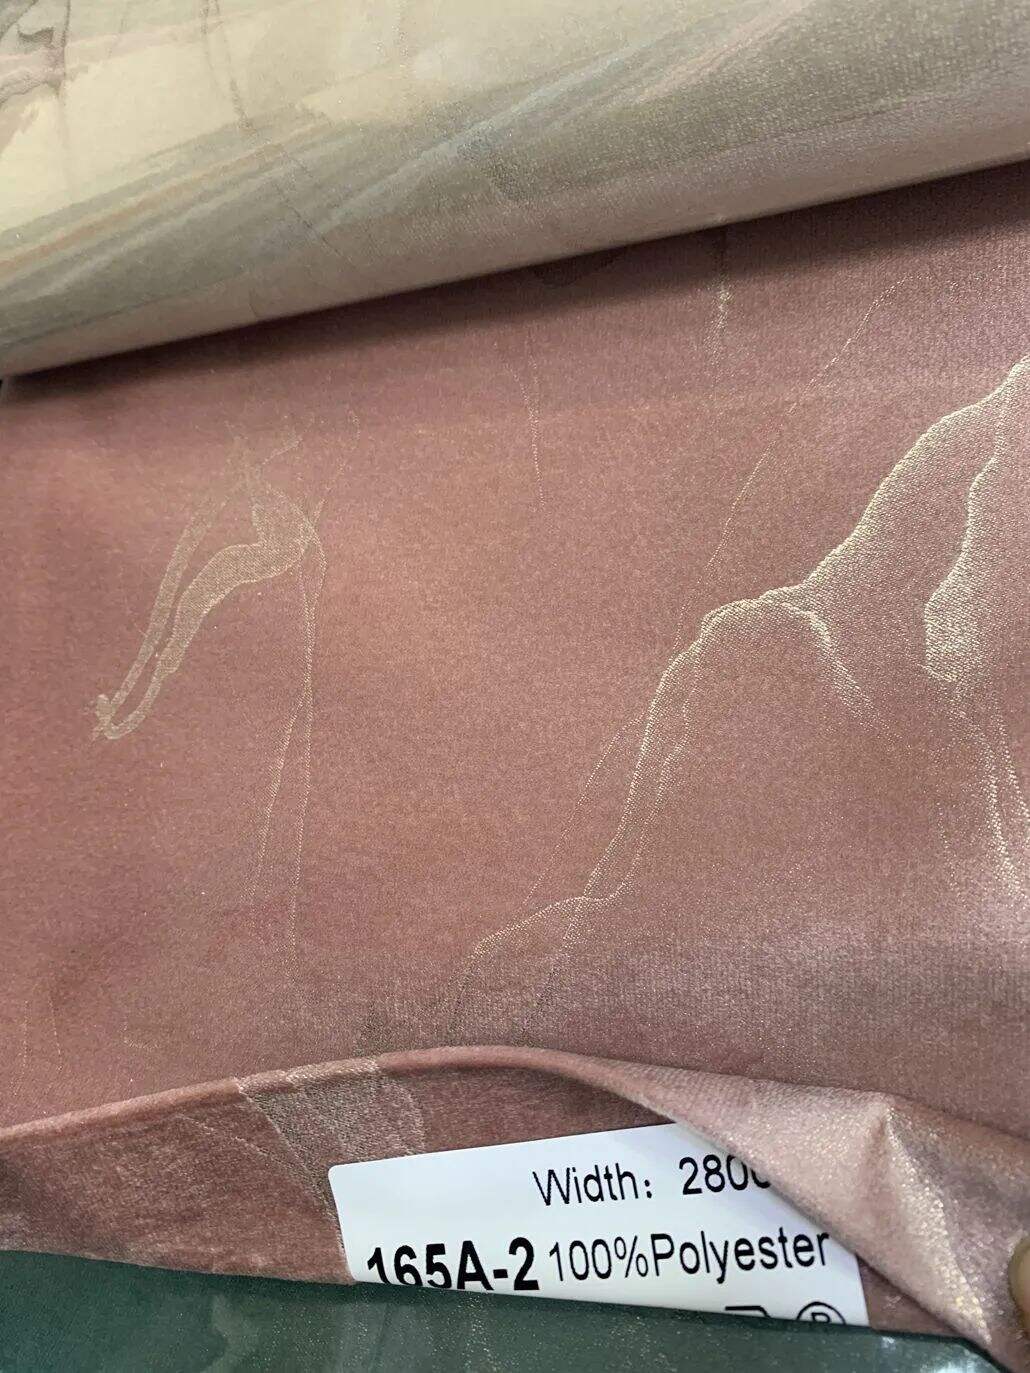 Width: 280
165A-2 100%Polyester
P